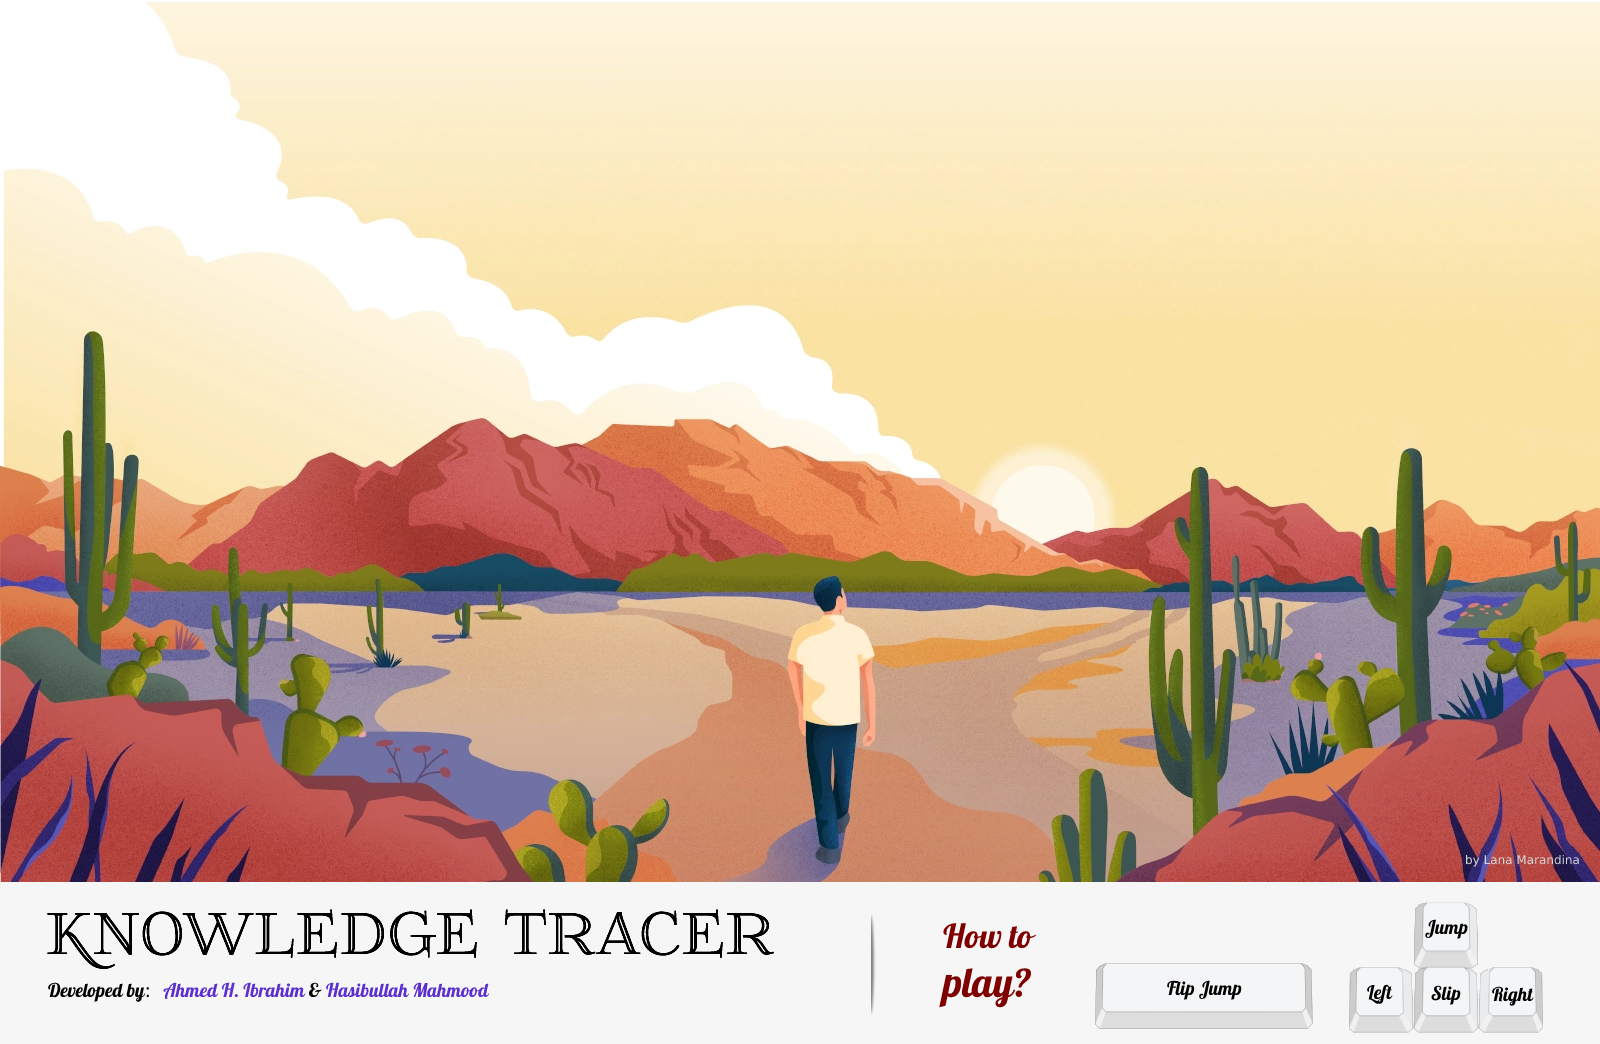 by Lana Marandina
KNOWLEDGE TRACER
Developed by: Ahmed H. Ibrahim & Hasibullah Mahmood
How to
play?
Flip Jump
Jump
Left
Slip
Right